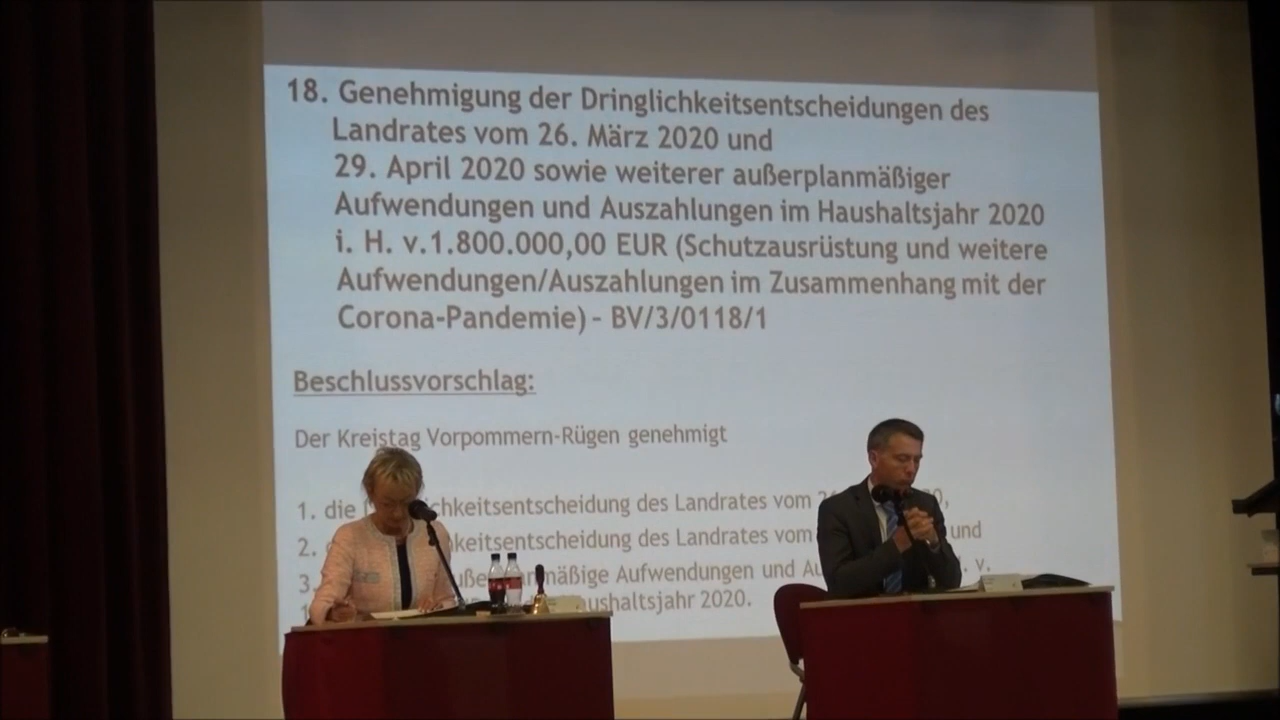 18. Genehmigung der Dringlichkeitsentscheidungen des
Landrates vom 26. März 2020 und
29. April 2020 sowie weiterer außerplanmäßiger
Aufwendungen und Auszahlungen im Haushaltsjahr 2020
i. H. v.1.800.000,00 EUR (Schutzausrüstung und weitere
Aufwendungen/Auszahlungen im Zusammenhang mit der
Corona-Pandemie) - BV/3/0118/1
Beschlussvorschlag:
Der Kreistag Vorpommern-Rügen genehmigt
1. die chkeitsentscheidung des Landrates vom
2. keitsentscheidung des Landrates vom und
3. mäßige Aufwendungen und v.
ushaltsjahr 2020.